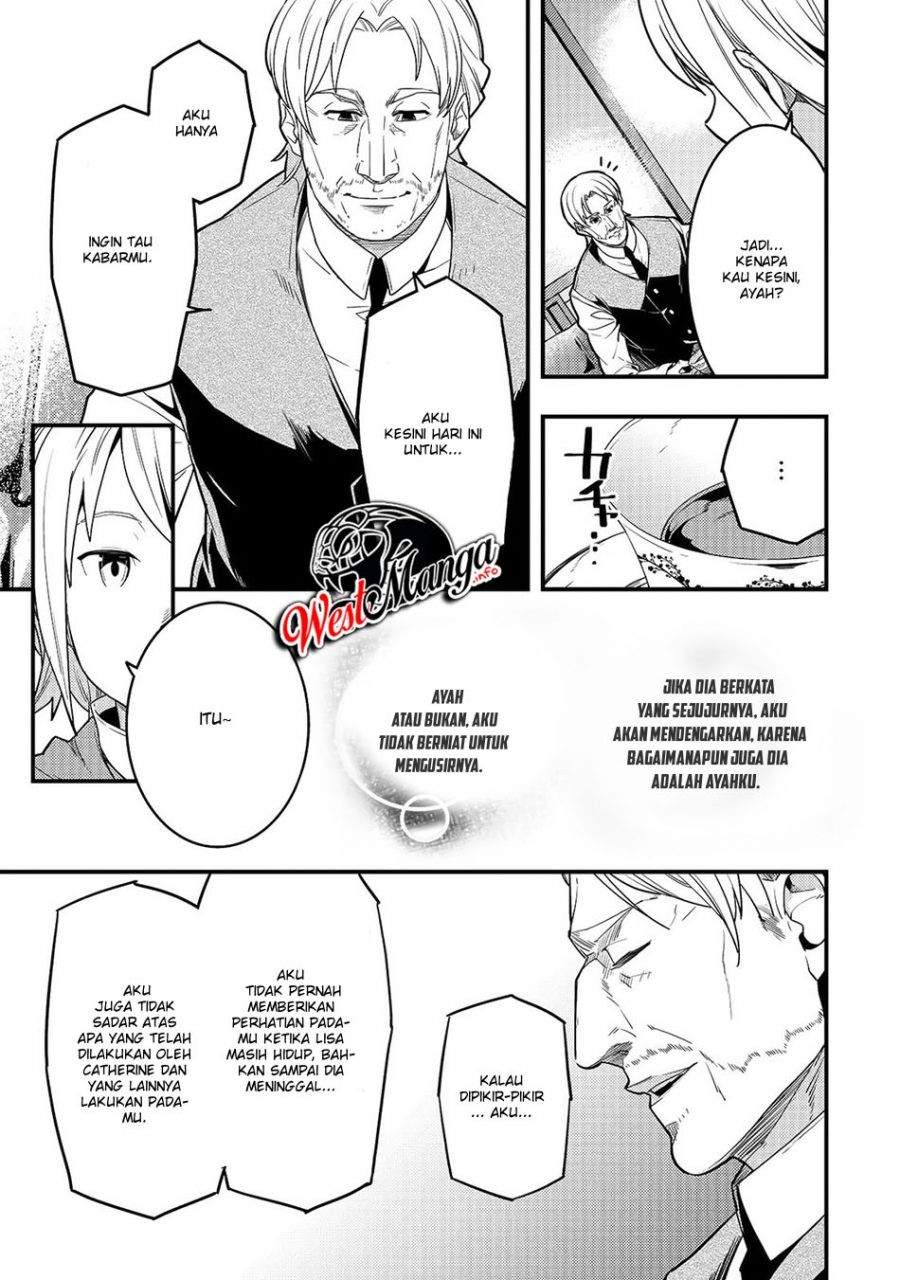 JADI...
KENAPA
KAU KESINI,
AYAH?
...
カチャ
AKU
KESINI HARI INI
UNTUK...
AKU
HANYA
INGIN TAU
KABARMU.
WestManga
.info
JIKA DIA BERKATA
YANG SEJUJURNYA, AKU
AKAN MENDENGARKAN, KARENA
BAGAIMANAPUN JUGA DIA
ADALAH AYAHKU.
AYAH
ATAU BUKAN, AKU
TIDAK BERNIAT UNTUK
MENGUSIRNYA.
ITU~
KALAU
DIPIKIR-PIKIR
... AKU...
AKU
TIDAK PERNAH
MEMBERIKAN
PERHATIAN PADA-
MU KETIKA LISA
MASIH HIDUP, BAH-
KAN SAMPAI DIA
MENINGGAL...
AKU
JUGA TIDAK
SADAR ATAS
APA YANG TELAH
DILAKUKAN OLEH
CATHERINE DAN
YANG LAINNYA
LAKUKAN PADA-
MU.